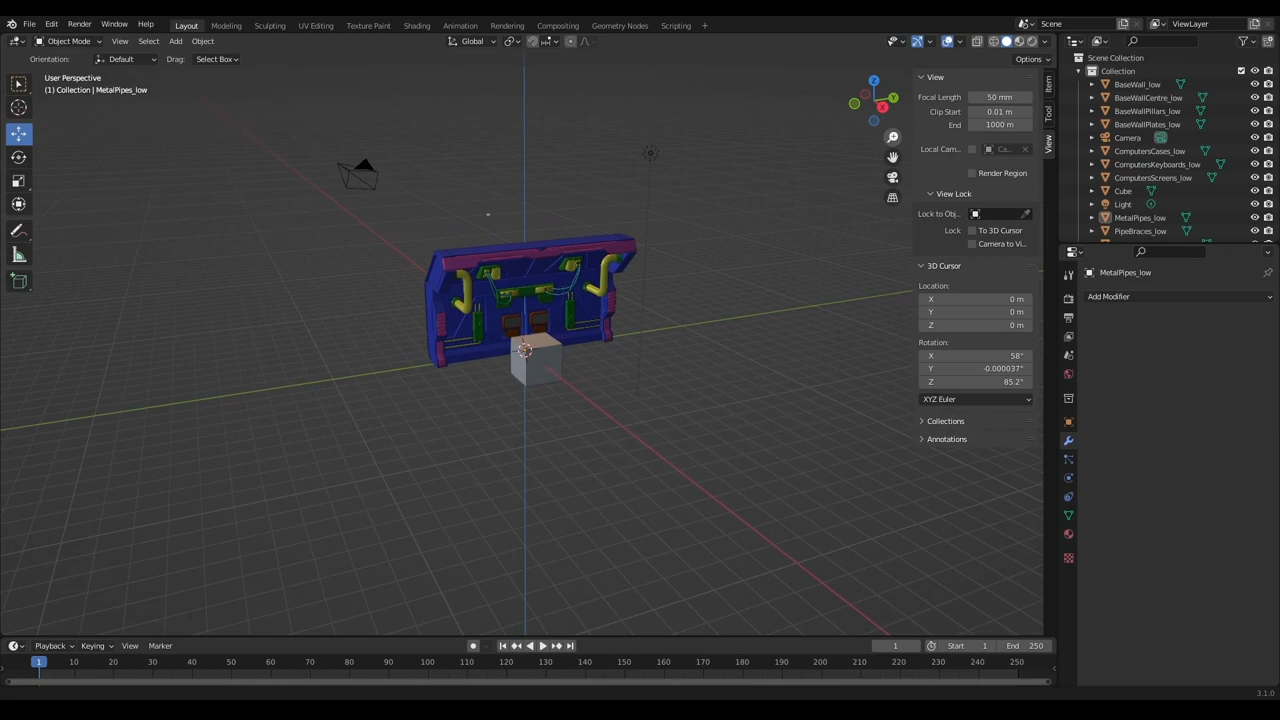 File Edit Render Window Help Layout Modeling Sculpting UV Editing Texture Paint Shading Animation Rendering Compositing Geometry Nodes Scripting + Scene ViewLayer
Object Mode View Select Add Object Global
Orientation: Default Drag: Select Box Options
User Perspective
(1) Collection | MetalPipes_low
X
Y
Z
View
Focal Length 50 mm
Clip Start 0.01 m
End 1000 m
Local Cam... Ca...
Render Region
View Lock
Lock to Obj...
Lock To 3D Cursor
Camera to Vi...
3D Cursor
Location:
X 0 m
Y 0 m
Z 0 m
Rotation:
X 58°
Y -0.000037°
Z 85.2°
XYZ Euler
Collections
Annotations
Item
Tool
View
Scene Collection
Collection
BaseWall_low
BaseWallCentre_low
BaseWallPillars_low
BaseWallPlates_low
Camera
ComputersCases_low
ComputersKeyboards_low
ComputersScreens_low
Cube
Light
MetalPipes_low
PipeBraces_low
MetalPipes_low
Add Modifier
Playback Keying View Marker 1 Start 1 End 250
1 10 20 30 40 50 60 70 80 90 100 110 120 130 140 150 160 170 180 190 200 210 220 230 240 250
3.1.0